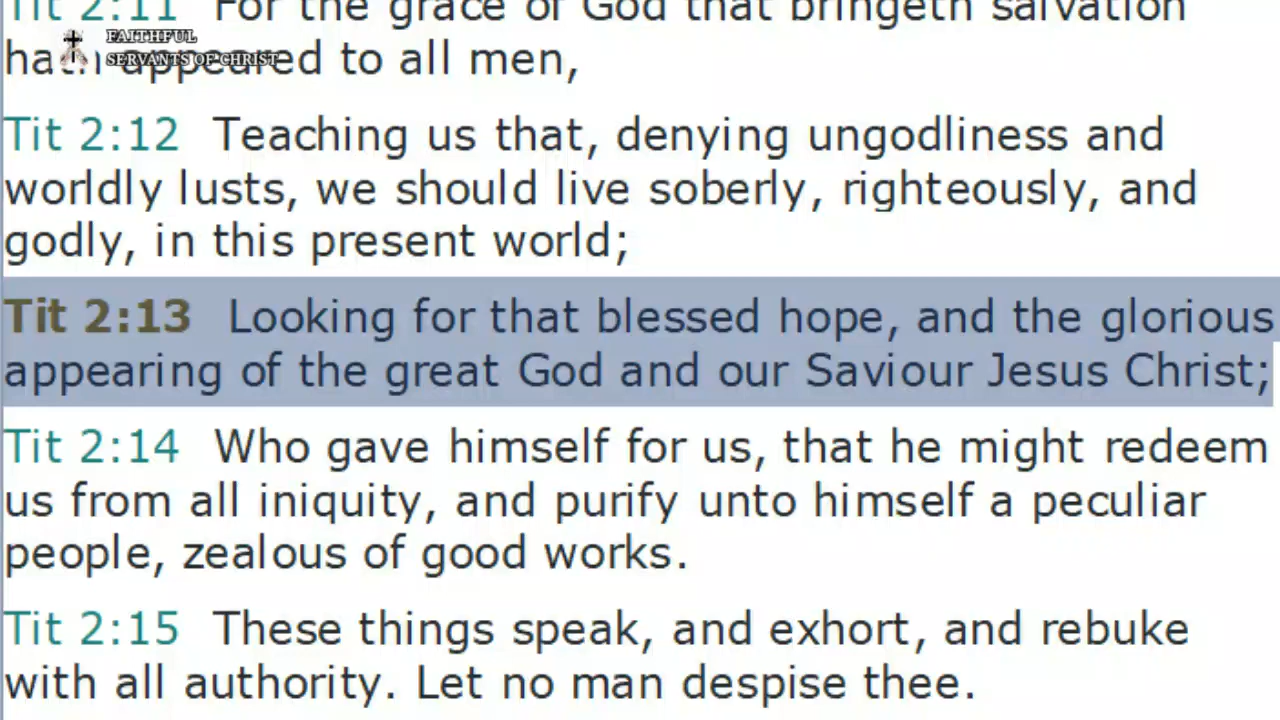 Tit 2:11 For the grace of God that bringeth salvation
FAITHFUL
SERVANTS OF CHRIST
hath appeared to all men,
Tit 2:12 Teaching us that, denying ungodliness and
worldly lusts, we should live soberly, righteously, and
godly, in this present world;
Tit 2:13 Looking for that blessed hope, and the glorious
appearing of the great God and our Saviour Jesus Christ;
Tit 2:14 Who gave himself for us, that he might redeem
us from all iniquity, and purify unto himself a peculiar
people, zealous of good works.
Tit 2:15 These things speak, and exhort, and rebuke
with all authority. Let no man despise thee.